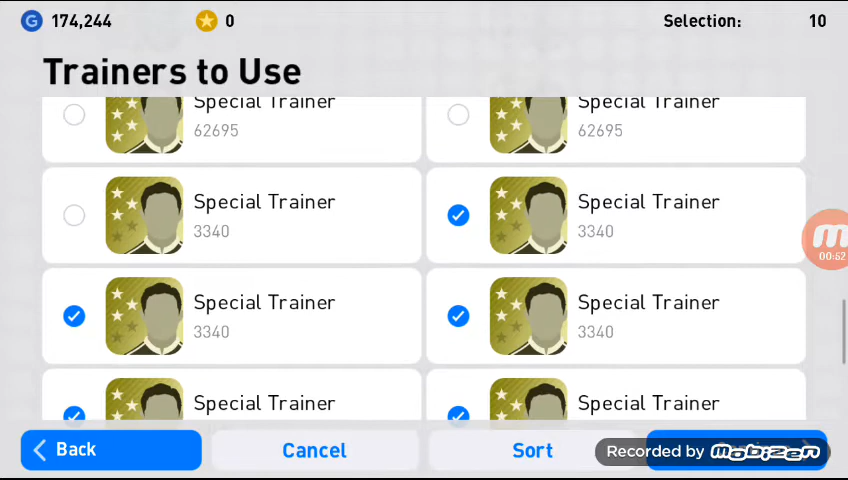 G 174,244 0 Selection: 10
Trainers to Use
Special Trainer Special Trainer
62695 62695
Special Trainer Special Trainer
3340 3340
Special Trainer Special Trainer
3340 3340
Special Trainer Special Trainer
00:52
Back Cancel Sort
Recorded by mobizen